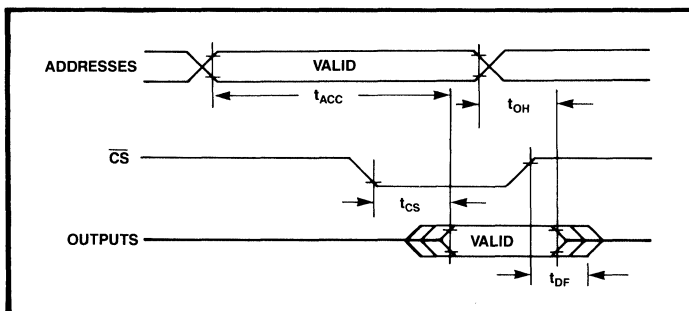 ADDRESSES
VALID
tACC
tOH
CS
tCS
OUTPUTS
VALID
tDF